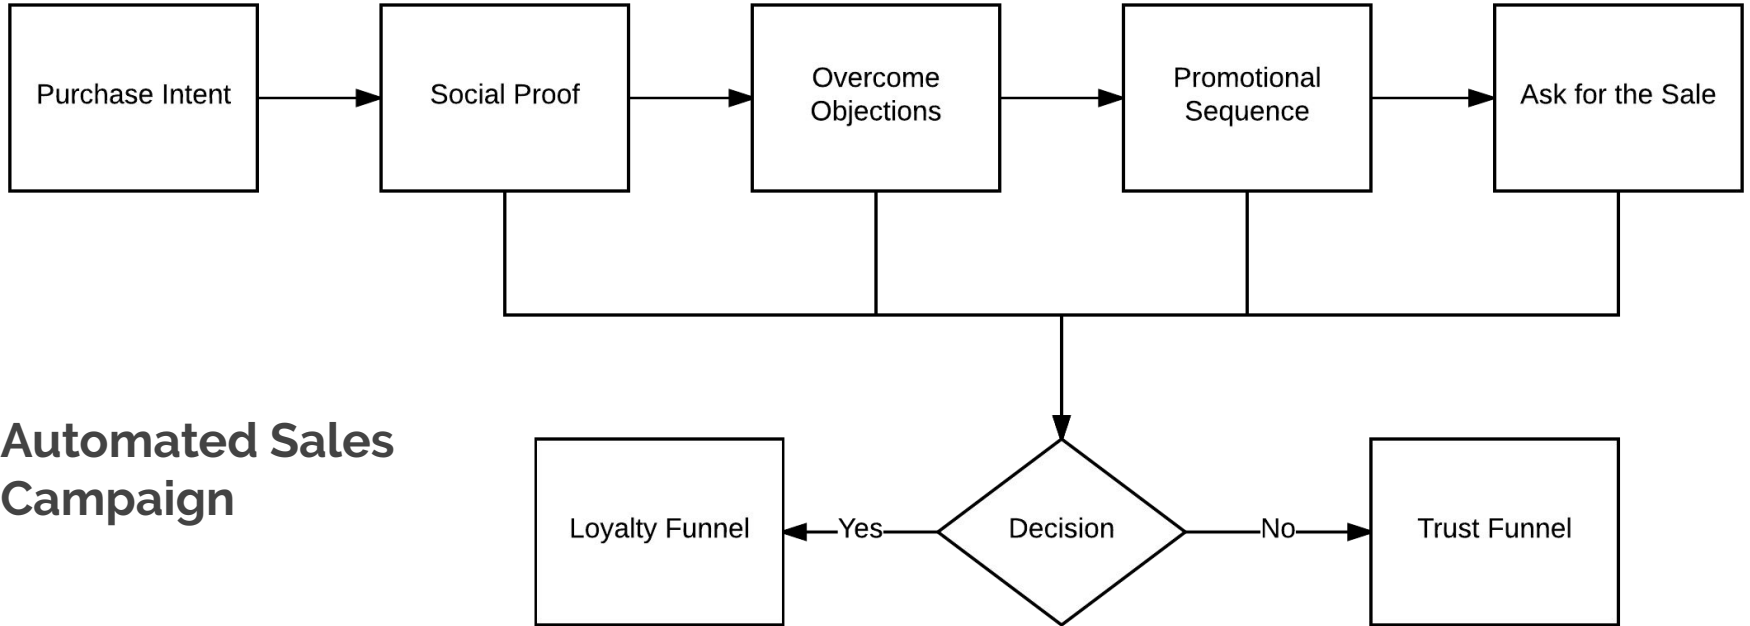 Purchase Intent
Social Proof
Overcome
Objections
Promotional
Sequence
Ask for the Sale
Automated Sales
Campaign
Loyalty Funnel
Yes
Decision
No
Trust Funnel